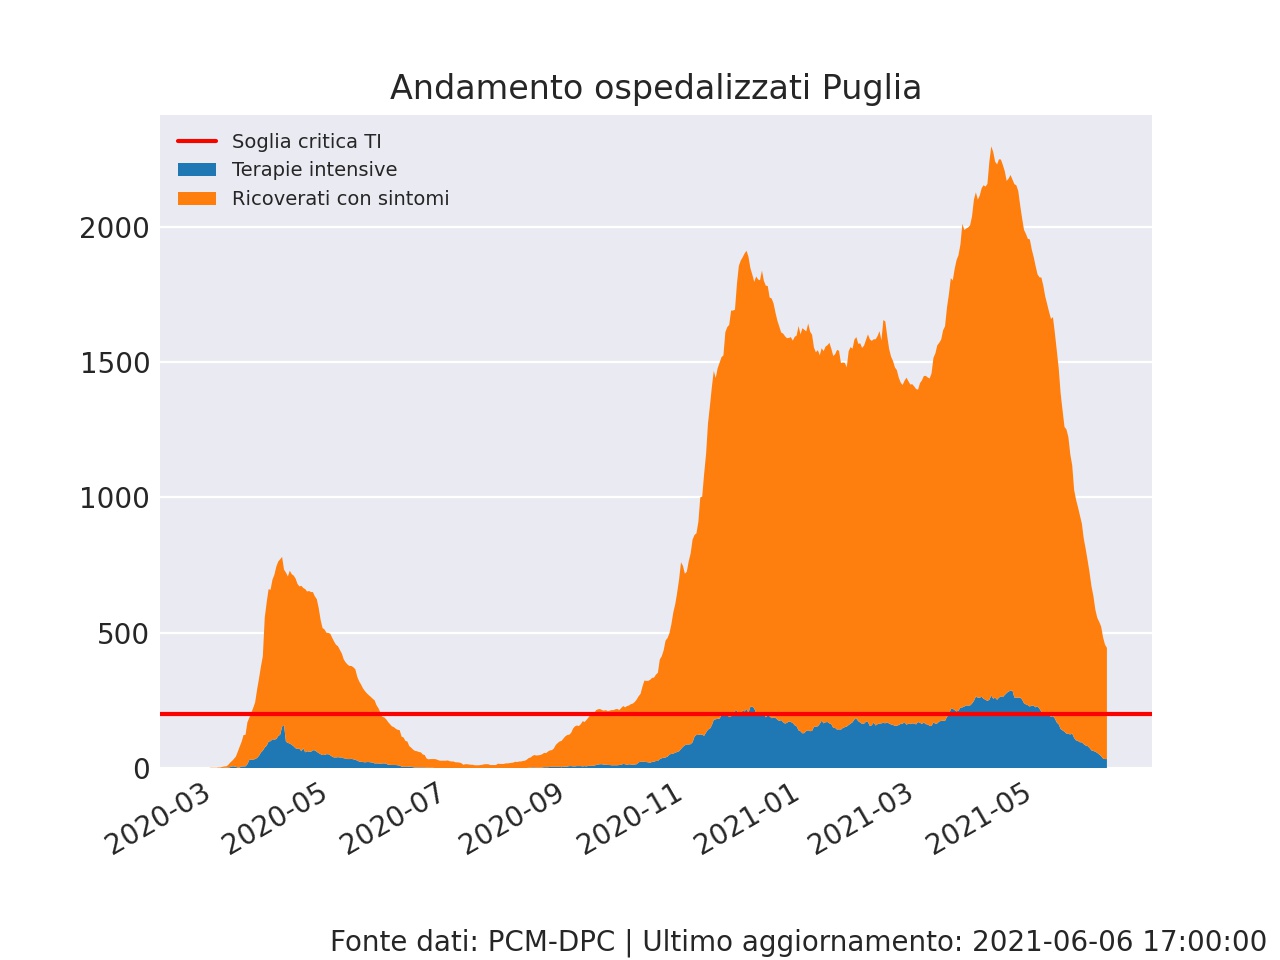 Andamento ospedalizzati Puglia
Soglia critica TI
Terapie intensive
Ricoverati con sintomi
2000
1500
1000
500
0
2020-03
2020-05
2020-07
2020-09
2020-11
2021-01
2021-03
2021-05
Fonte dati: PCM-DPC | Ultimo aggiornamento: 2021-06-06 17:00:00